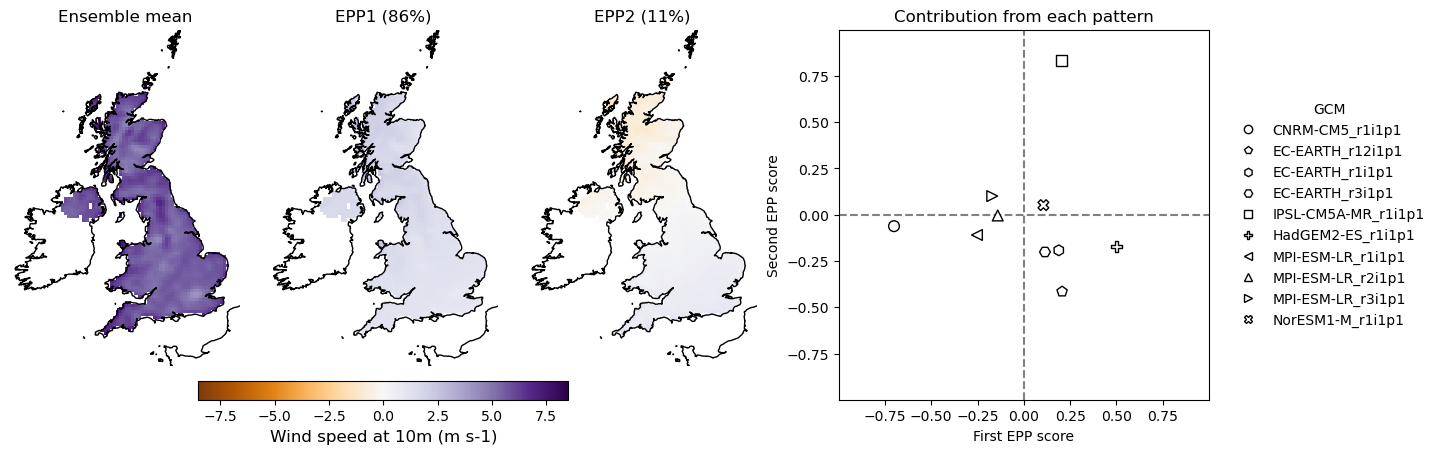 Ensemble mean
EPP1 (86%)
EPP2 (11%)
Contribution from each pattern
−7.5 −5.0 −2.5 0.0 2.5 5.0 7.5
Wind speed at 10m (m s-1)
Second EPP score
0.75
0.50
0.25
0.00
−0.25
−0.50
−0.75
−0.75 −0.50 −0.25 0.00 0.25 0.50 0.75
First EPP score
GCM
CNRM-CM5_r1i1p1
EC-EARTH_r12i1p1
EC-EARTH_r1i1p1
EC-EARTH_r3i1p1
IPSL-CM5A-MR_r1i1p1
HadGEM2-ES_r1i1p1
MPI-ESM-LR_r1i1p1
MPI-ESM-LR_r2i1p1
MPI-ESM-LR_r3i1p1
NorESM1-M_r1i1p1